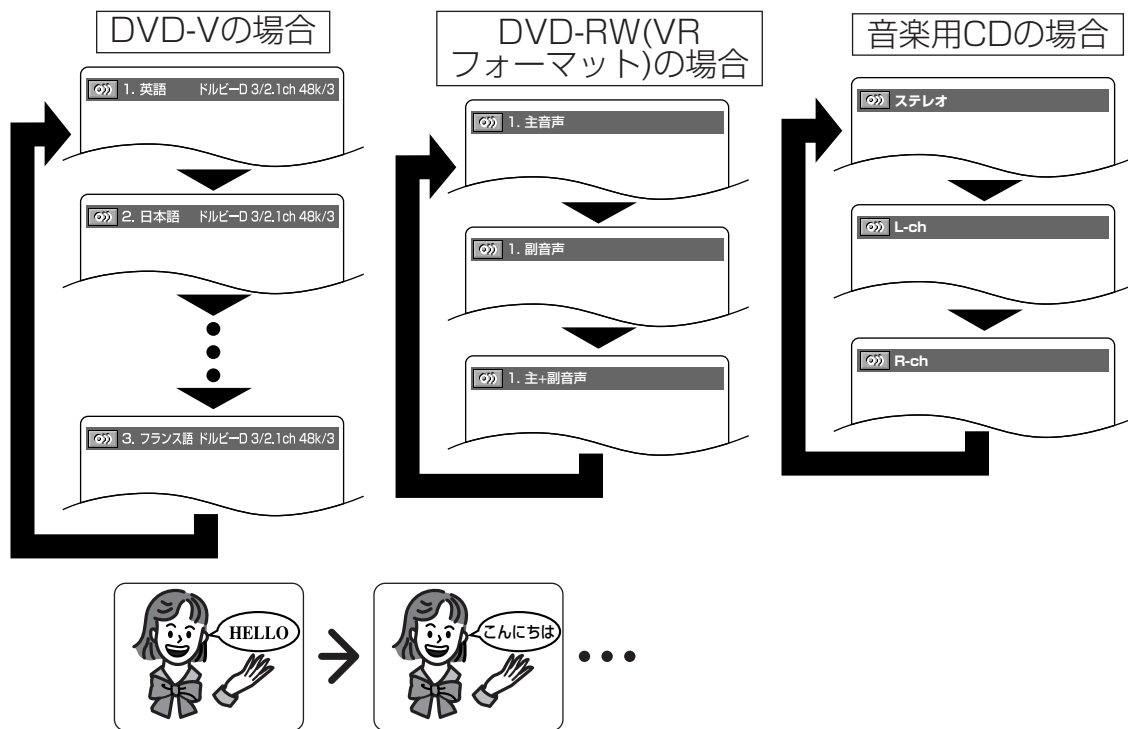 DVD-Vの場合
1. 英語 ドルビーD 3/2.1ch 48k/3
2. 日本語 ドルビーD 3/2.1ch 48k/3
3. フランス語 ドルビーD 3/2.1ch 48k/3
DVD-RW(VR
フォーマット)の場合
1. 主音声
1. 副音声
1. 主+副音声
音楽用CDの場合
ステレオ
L-ch
R-ch
HELLO
こんにちは